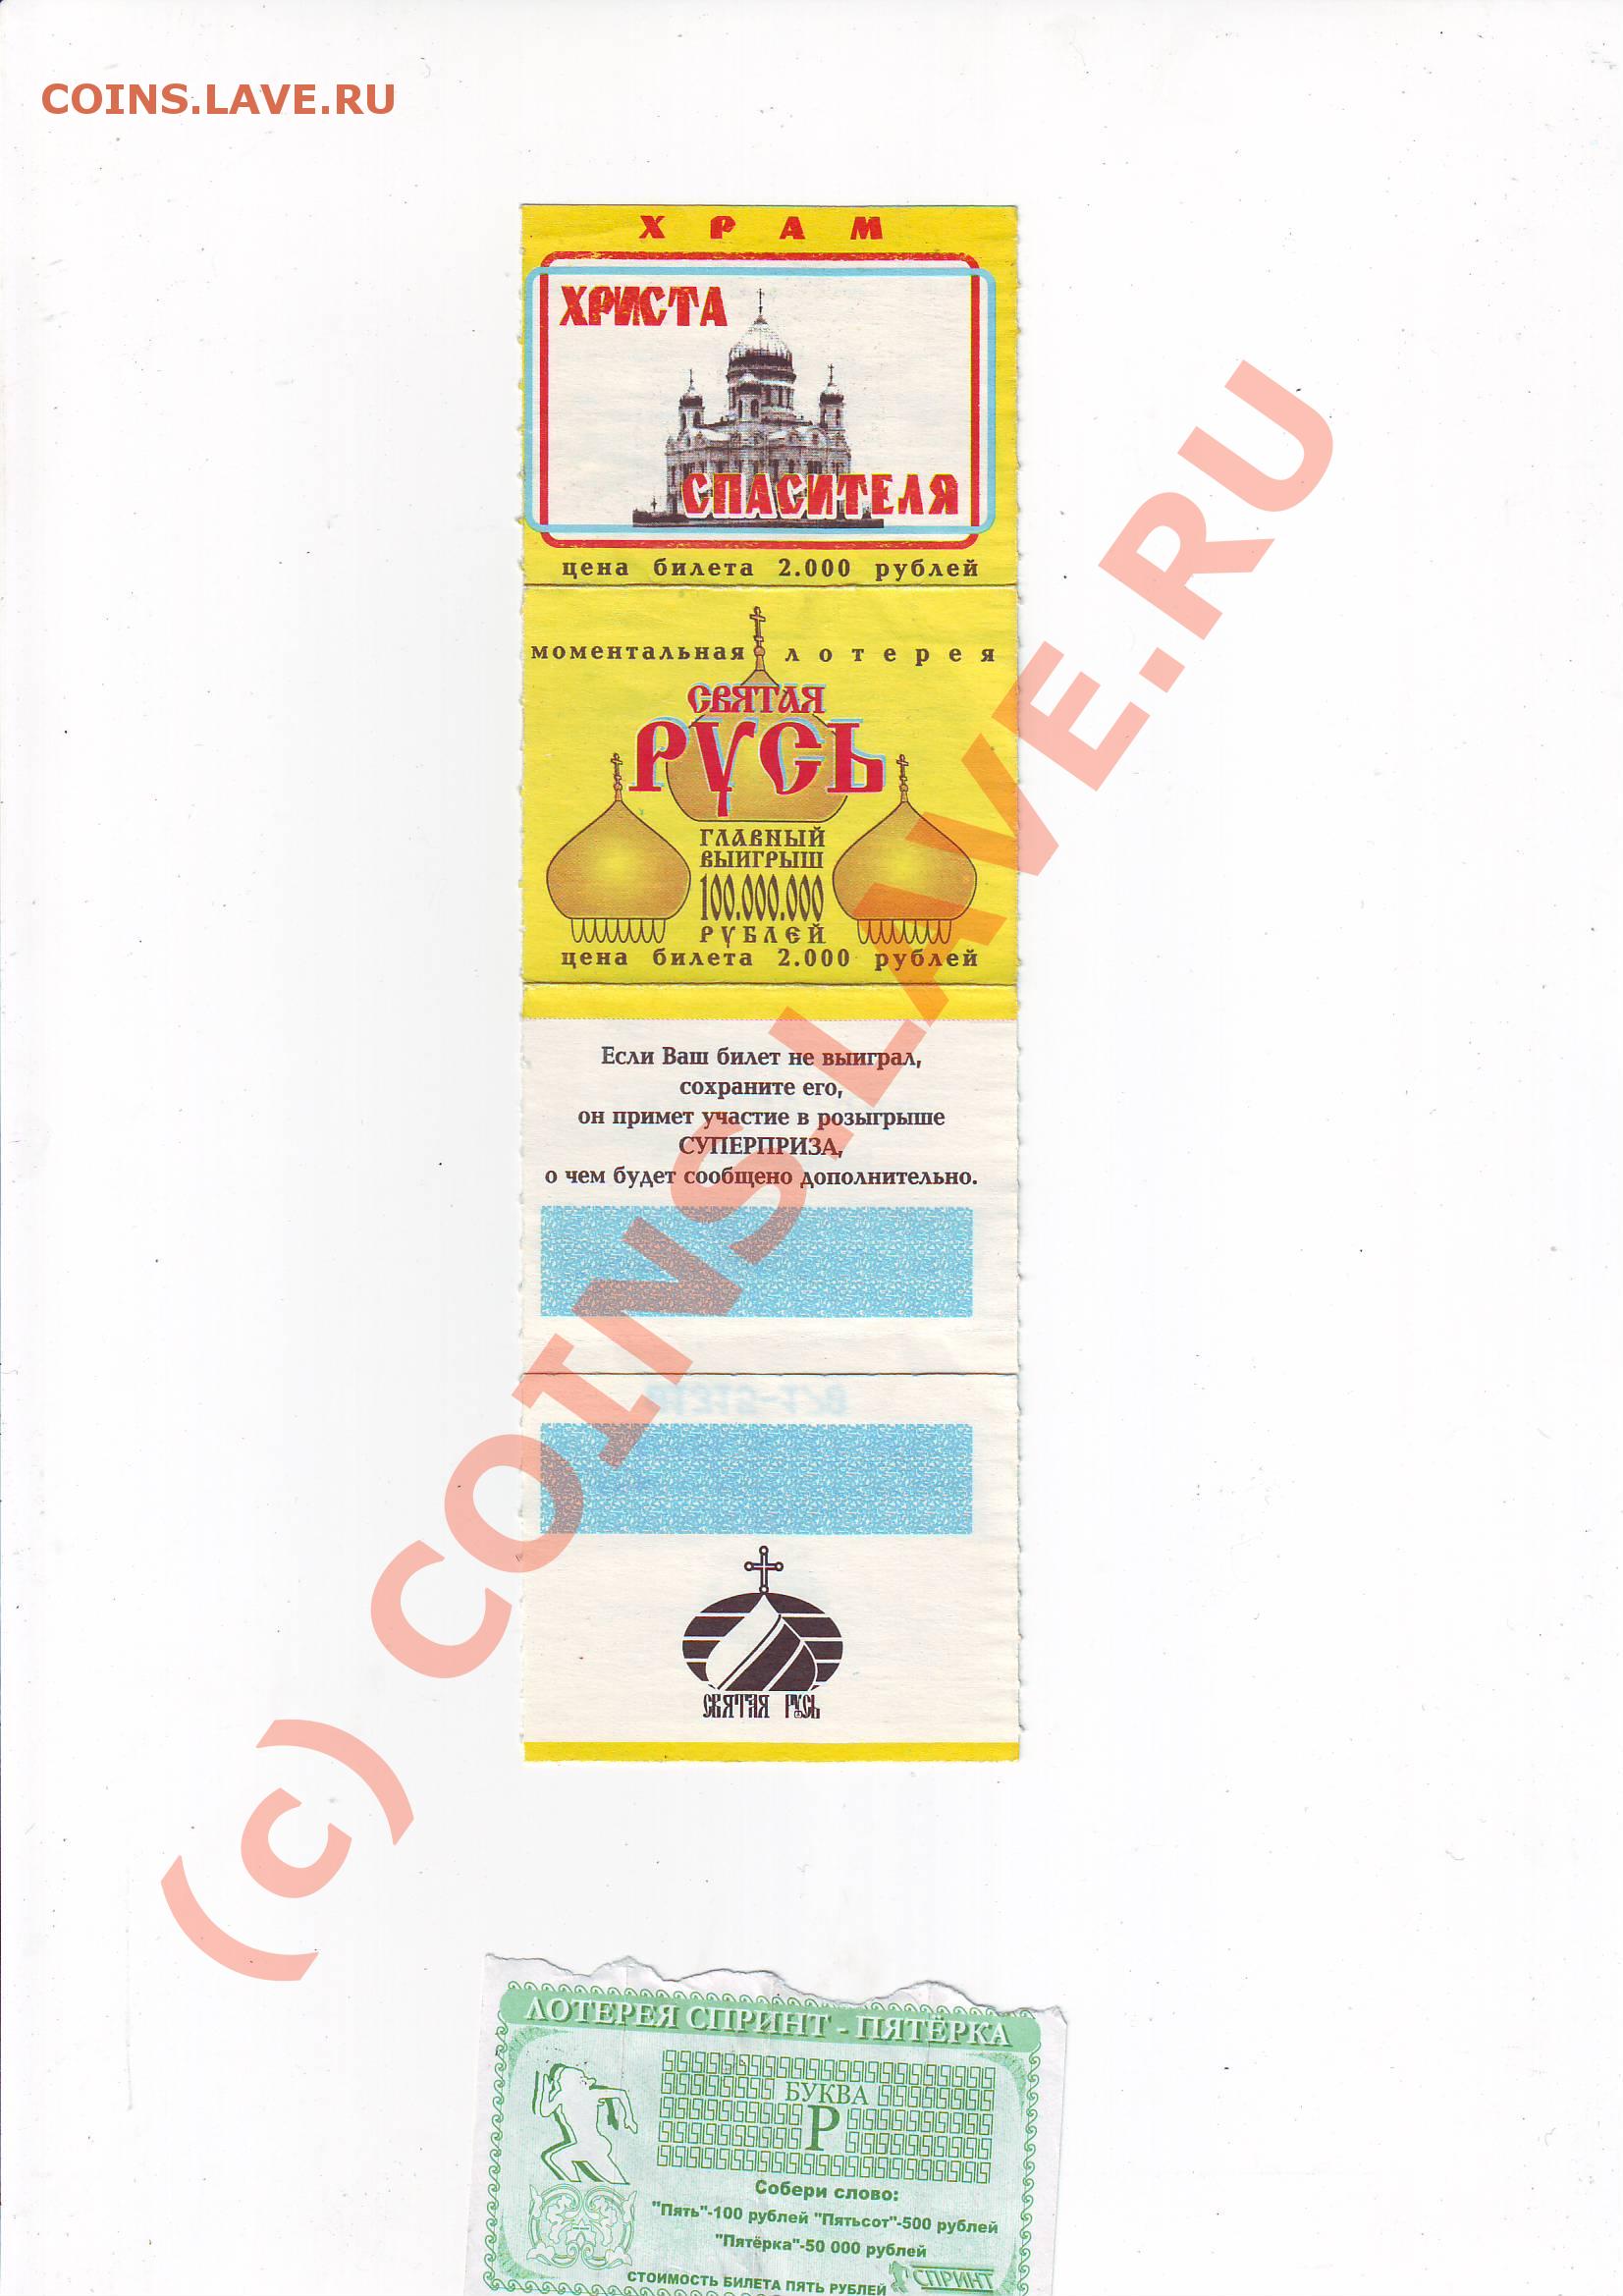 COINS.LAVE.RU
ХРАМ
ХРИСТА
СПАСИТЕЛЯ
цена билета 2.000 рублей
моментальная лотерея
СВЯТАЯ
РУСЬ
ГЛАВНЫЙ
ВЫИГРЫШ
100.000.000
РУБЛЕЙ
цена билета 2.000 рублей
Если Ваш билет не выиграл,
сохраните его,
он примет участие в розыгрыше
СУПЕРПРИЗА,
о чем будет сообщено дополнительно.
СВЯТАЯ РУСЬ
(c) COINS.LAVE.RU
ЛОТЕРЕЯ СПРИНТ - ПЯТЁРКА
БУКВА
Р
Собери слово:
"Пять"-100 рублей "Пятьсот"-500 рублей
"Пятёрка"-50 000 рублей
СТОИМОСТЬ БИЛЕТА ПЯТЬ РУБЛЕЙ
СПРИНТ